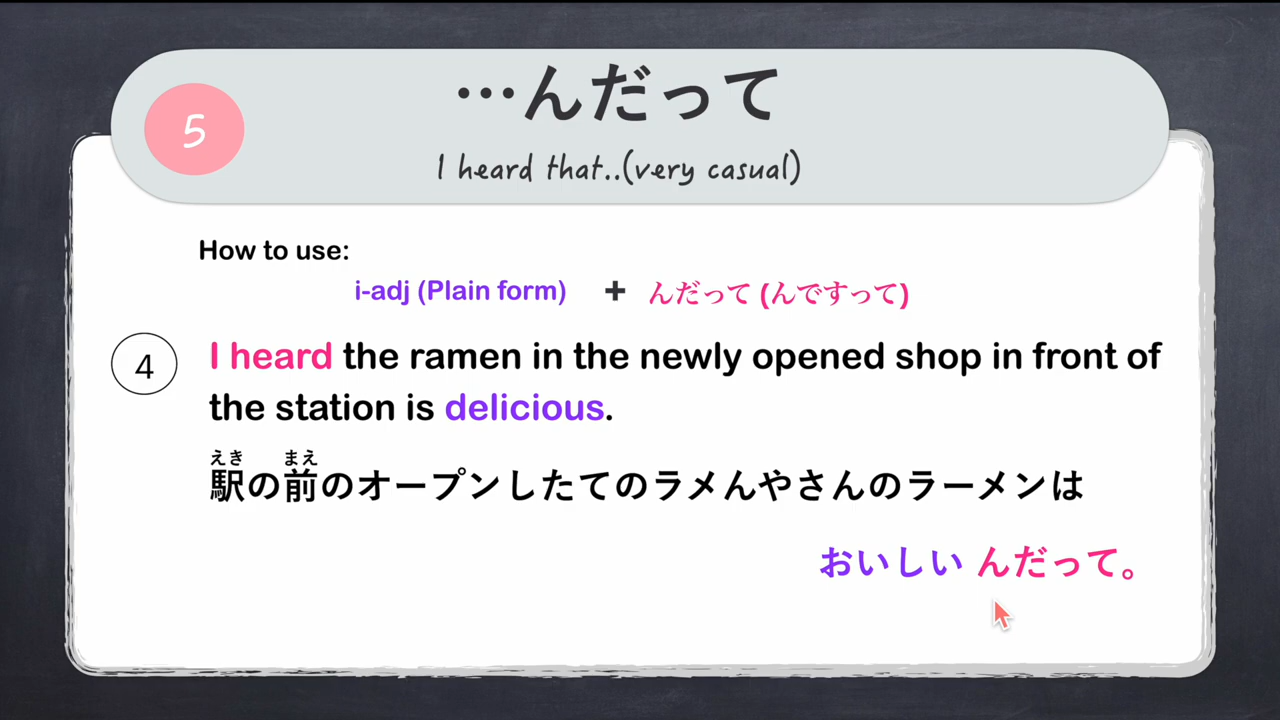 5
…んだって
I heard that..(very casual)
How to use:
i-adj (Plain form) + んだって (んですって)
4
I heard the ramen in the newly opened shop in front of
the station is delicious.
えき まえ
駅の前のオープンしたてのラメんやさんのラーメンは
おいしい んだって。